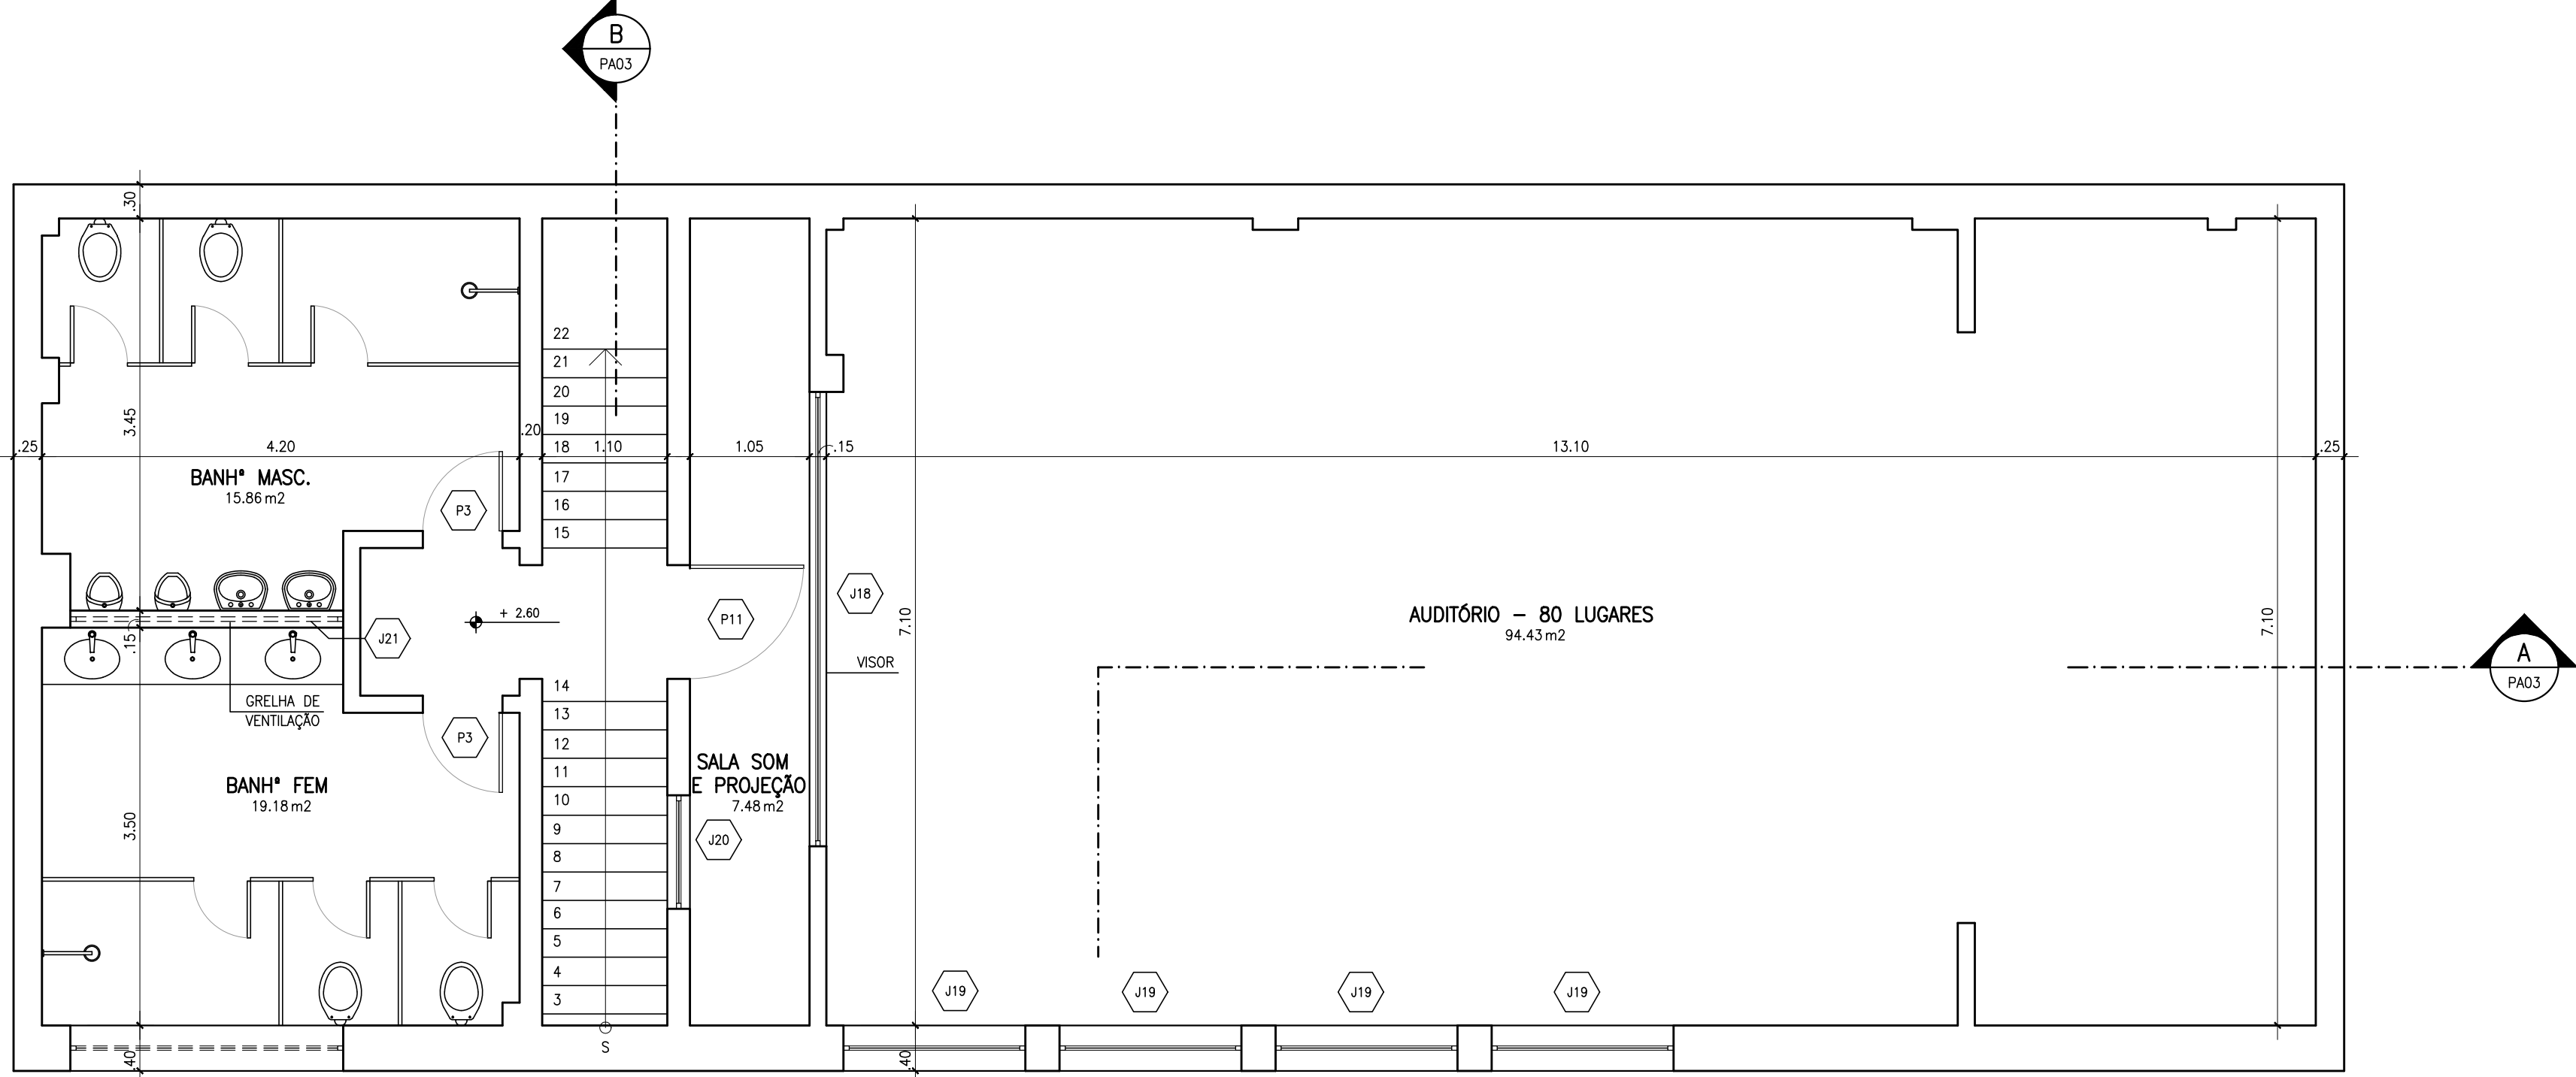 B
PA03
.30
3.45
.20
.25
4.20
1.10
1.05
.15
13.10
.25
BANHº MASC.
15.86 m2
22
21
20
19
18
17
16
15
P3
+ 2.60
P11
J18
J21
7.10
AUDITÓRIO – 80 LUGARES
94.43 m2
7.10
A
PA03
.15
VISOR
GRELHA DE
VENTILAÇÃO
P3
14
13
12
11
10
9
8
7
6
5
4
3
SALA SOM
E PROJEÇÃO
7.48 m2
BANHº FEM
19.18 m2
3.50
J20
J19
J19
J19
J19
S
.40
.40